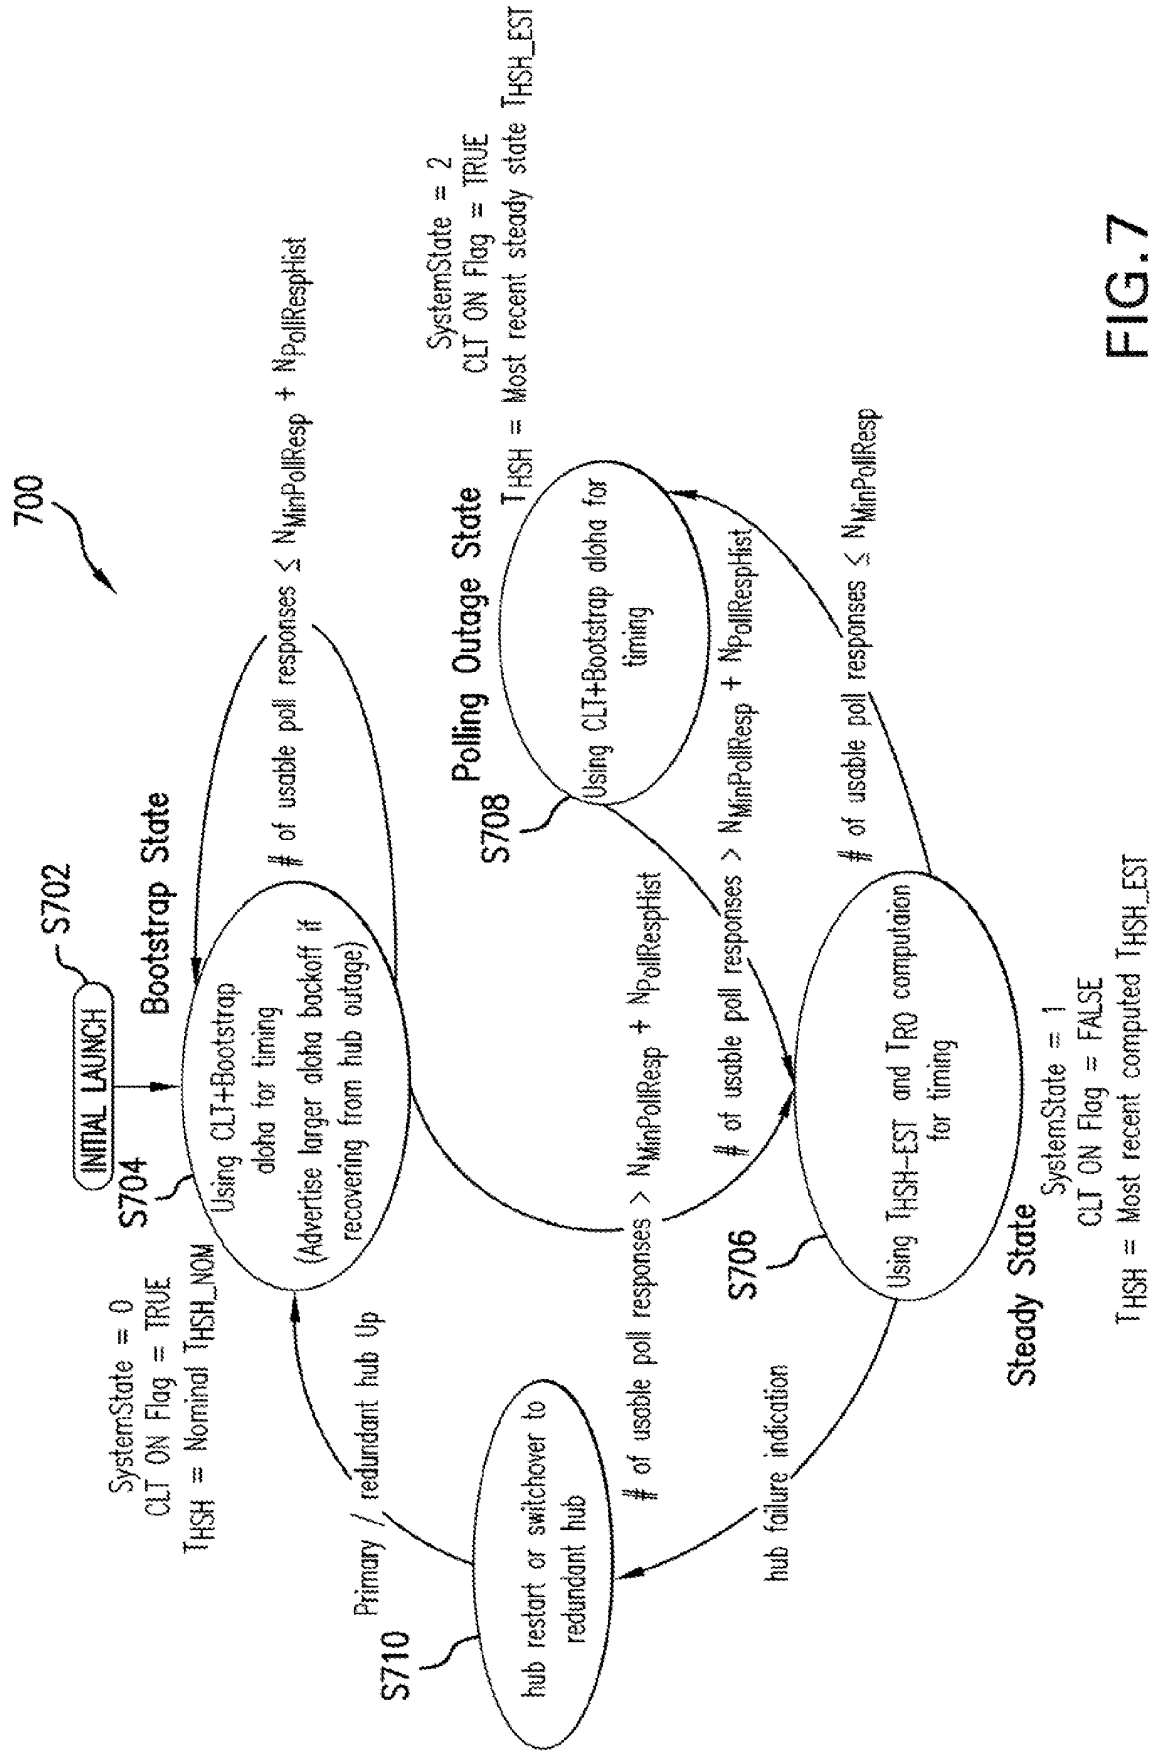 700
S702
INITIAL LAUNCH
SystemState = 0
CLT ON Flag = TRUE
THSH = Nominal THSH_NOM
S704
Bootstrap State
Using CLT+Bootstrap
aloha for timing
(Advertise larger aloha backoff if
recovering from hub outage)
# of usable poll responses ≤ NMinPollResp + NPollRespHist
Primary / redundant hub Up
S710
hub restart or switchover to
redundant hub
SystemState = 2
CLT ON Flag = TRUE
THSH = Most recent steady state THSH_EST
Polling Outage State
S708
Using CLT+Bootstrap aloha for
timing
# of usable poll responses > NMinPollResp + NPollRespHist
# of usable poll responses > NMinPollResp + NPollRespHist
hub failure indication
# of usable poll responses ≤ NMinPollResp
S706
Using THSH-EST and TRO computaion
for timing
Steady State
SystemState = 1
CLT ON Flag = FALSE
THSH = Most recent computed THSH_EST
FIG.7